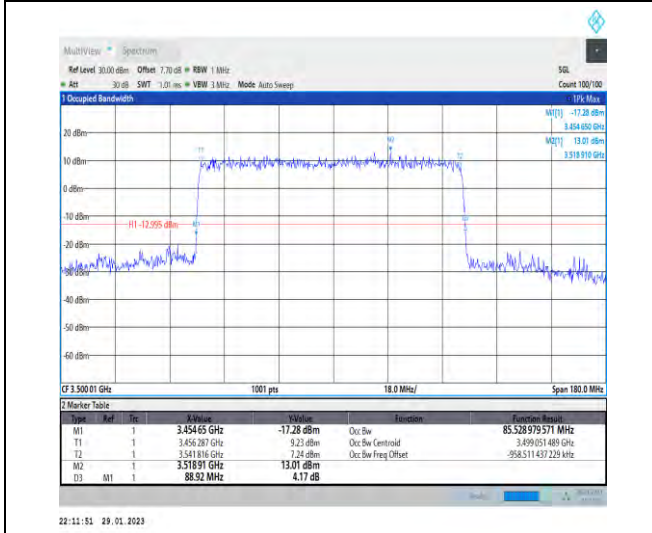 MultiView Spectrum
Ref Level 30.00 dBm Offset 7.70 dB RBW 1 MHz SGL
Att 30 dB SWT 1.01 ms VBW 3 MHz Mode Auto Sweep Count 100/100
1 Occupied Bandwidth 1Pk Max
M1[1] -17.28 dBm
3.454 650 GHz
M2[1] 13.01 dBm
3.518 910 GHz
20 dBm
10 dBm
0 dBm
-10 dBm
H1 -12.995 dBm
-20 dBm
-30 dBm
-40 dBm
-50 dBm
-60 dBm
CF 3.500 01 GHz 1001 pts 18.0 MHz/ Span 180.0 MHz
2 Marker Table
Type Ref Trc X-Value Y-Value Function Function Result
M1 1 3.454 65 GHz -17.28 dBm Occ Bw 85.528 979 571 MHz
T1 1 3.456 287 GHz 9.23 dBm Occ Bw Centroid 3.499 051 489 GHz
T2 1 3.541 816 GHz 7.24 dBm Occ Bw Freq Offset -958.511 437 229 kHz
M2 1 3.518 91 GHz 13.01 dBm
D3 M1 1 88.92 MHz 4.17 dB
22:11:51 29.01.2023